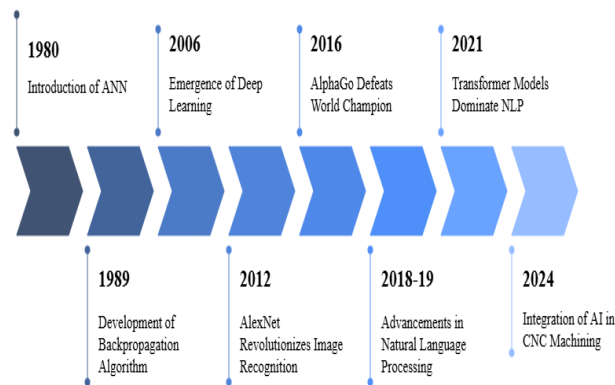 1980
Introduction of ANN
2006
Emergence of Deep
Learning
2016
AlphaGo Defeats
World Champion
2021
Transformer Models
Dominate NLP
1989
Development of
Backpropagation
Algorithm
2012
AlexNet
Revolutionizes Image
Recognition
2018-19
Advancements in
Natural Language
Processing
2024
Integration of AI in
CNC Machining